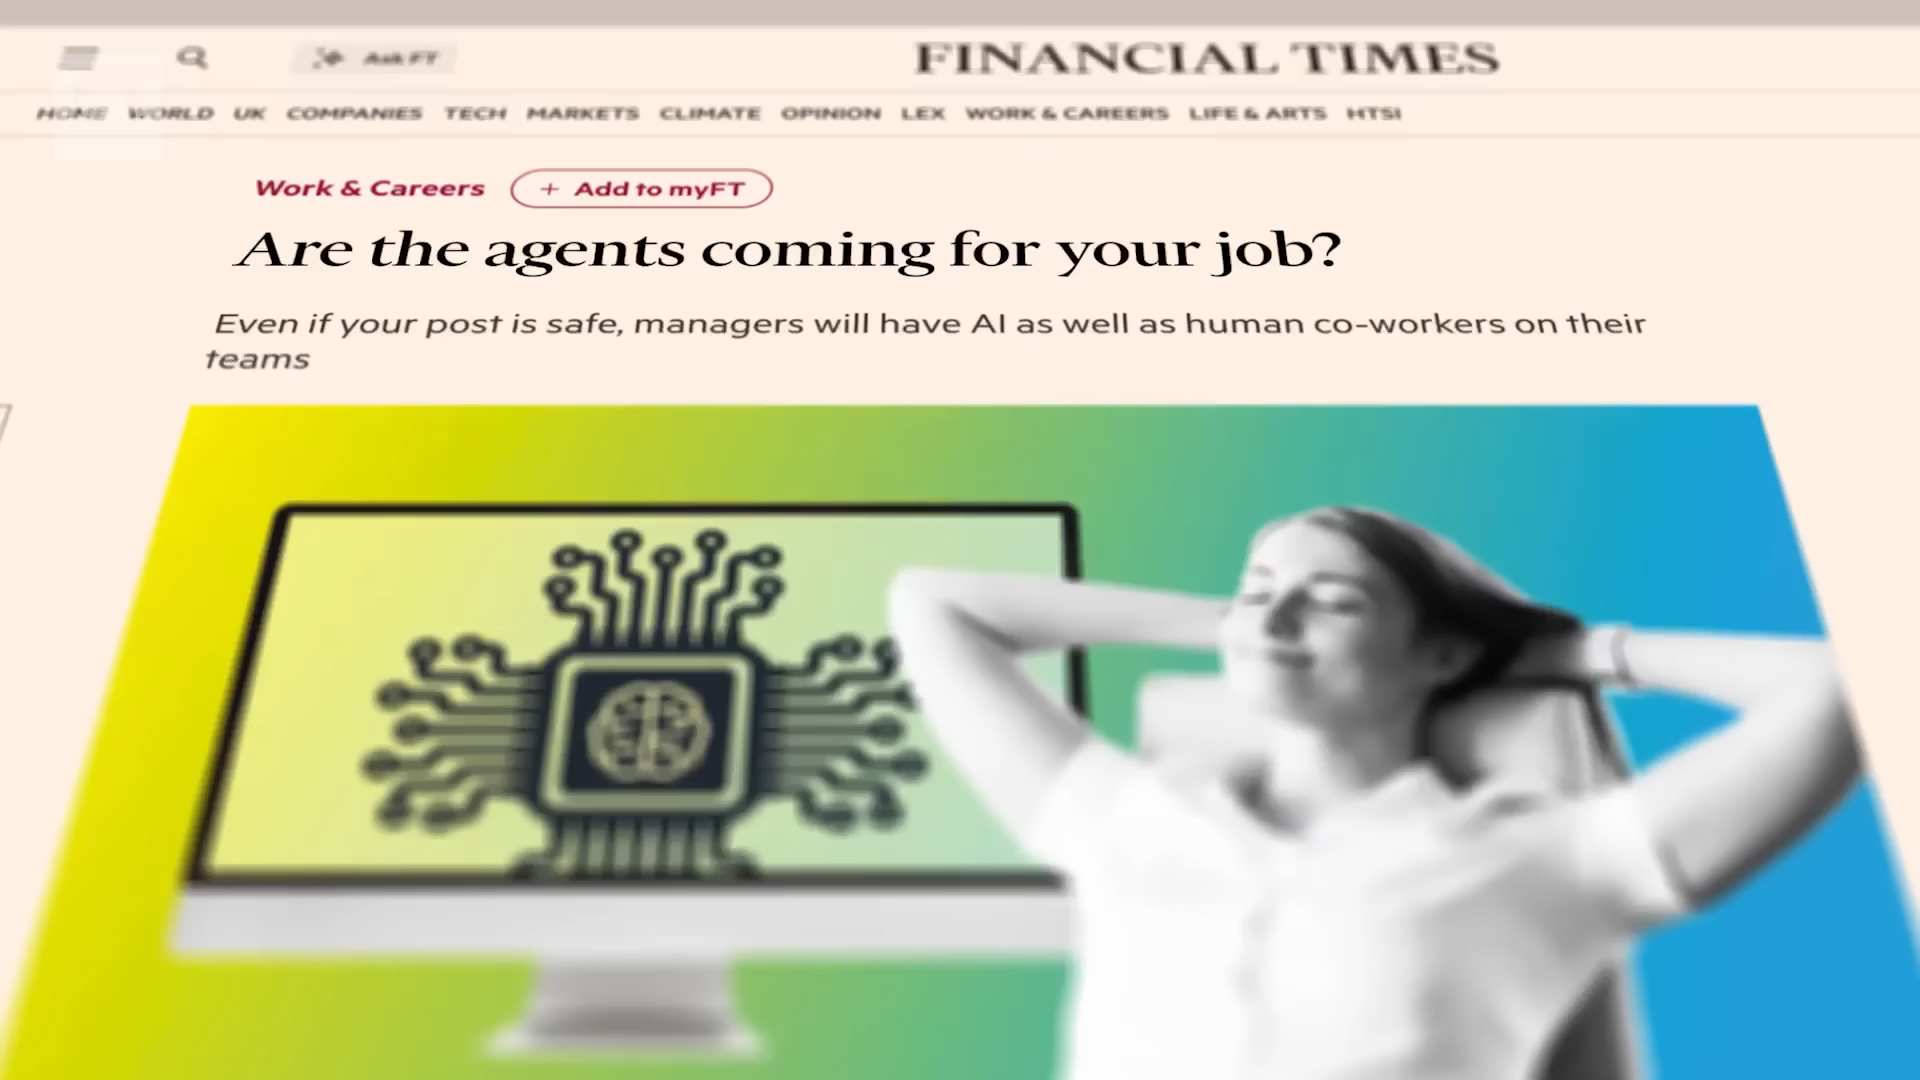 Ask FT
FINANCIAL TIMES
HOME WORLD UK COMPANIES TECH MARKETS CLIMATE OPINION LEX WORK & CAREERS LIFE & ARTS HTSI
Work & Careers + Add to myFT
Are the agents coming for your job?
Even if your post is safe, managers will have AI as well as human co-workers on their
teams